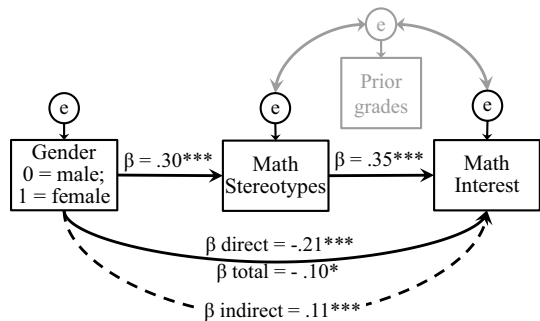 e
Prior
grades
e
e
e
Gender
0 = male;
1 = female
β = .30***
Math
Stereotypes
β = .35***
Math
Interest
β direct = -.21***
β total = - .10*
β indirect = .11***